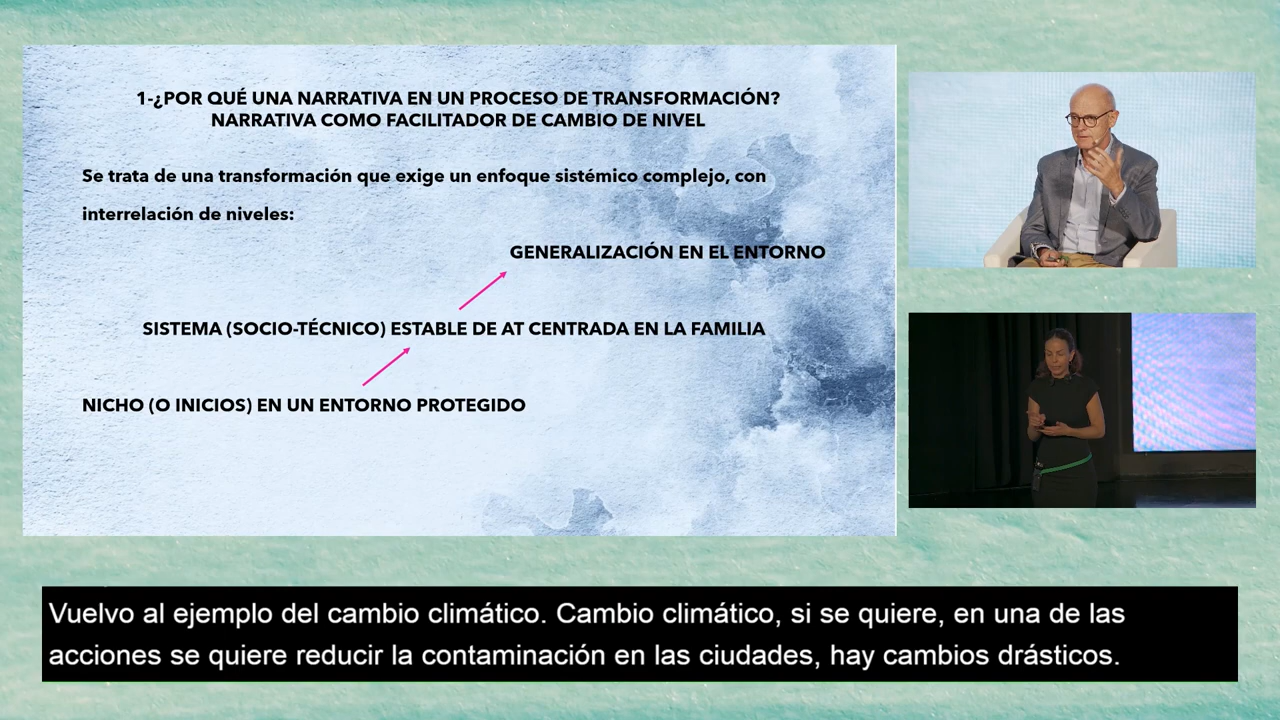 1-¿POR QUÉ UNA NARRATIVA EN UN PROCESO DE TRANSFORMACIÓN?
NARRATIVA COMO FACILITADOR DE CAMBIO DE NIVEL
Se trata de una transformación que exige un enfoque sistémico complejo, con
interrelación de niveles:
GENERALIZACIÓN EN EL ENTORNO
SISTEMA (SOCIO-TÉCNICO) ESTABLE DE AT CENTRADA EN LA FAMILIA
NICHO (O INICIOS) EN UN ENTORNO PROTEGIDO
Vuelvo al ejemplo del cambio climático. Cambio climático, si se quiere, en una de las
acciones se quiere reducir la contaminación en las ciudades, hay cambios drásticos.